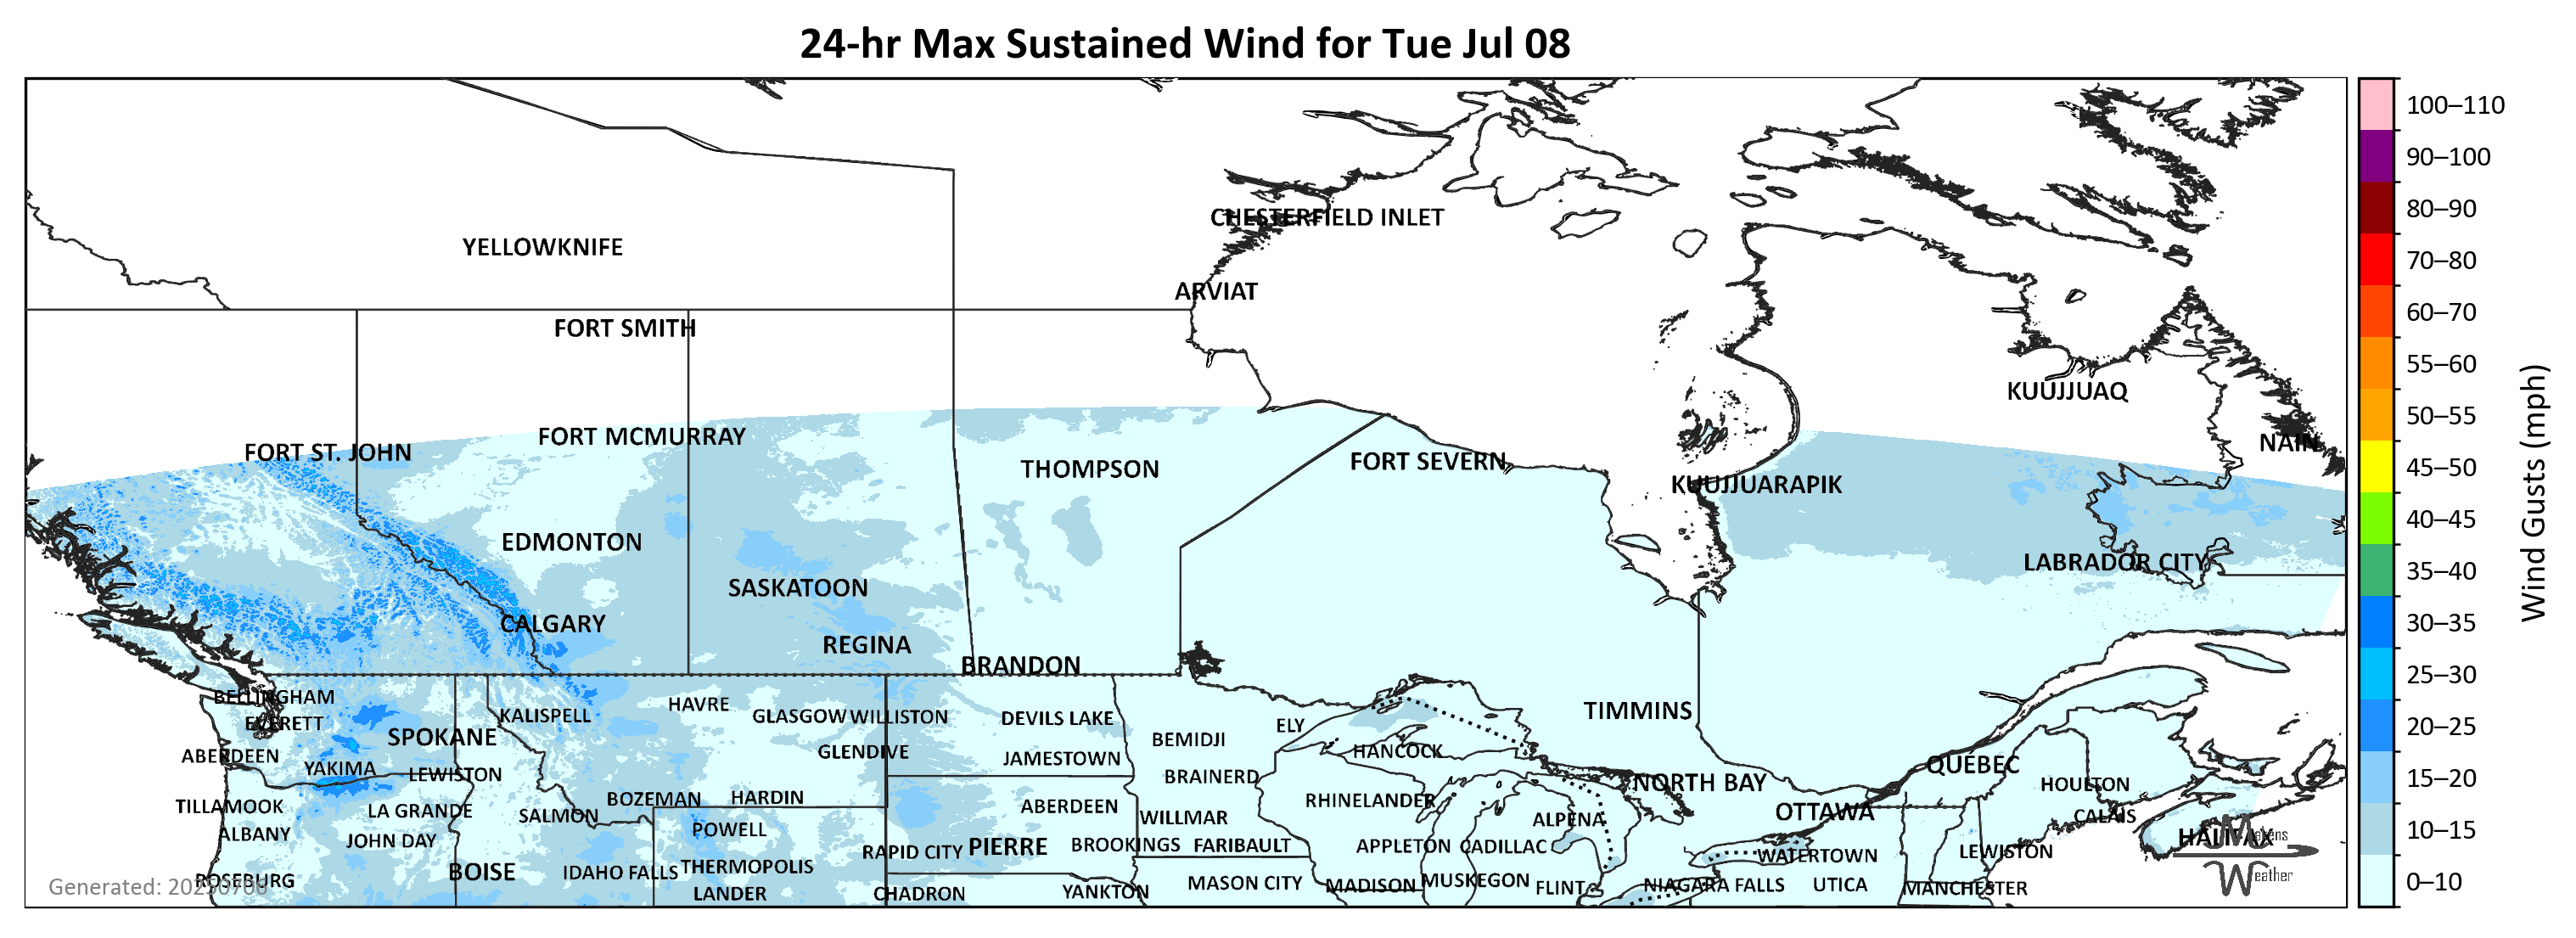 24-hr Max Sustained Wind for Tue Jul 08
100–110
90–100
80–90
70–80
60–70
55–60
50–55
45–50
40–45
35–40
30–35
25–30
20–25
15–20
10–15
0–10
Wind Gusts (mph)
CHESTERFIELD INLET
YELLOWKNIFE
ARVIAT
FORT SMITH
KUUJJUAQ
FORT MCMURRAY
NAIN
FORT ST. JOHN
FORT SEVERN
THOMPSON
KUUJJUARAPIK
EDMONTON
LABRADOR CITY
SASKATOON
CALGARY
REGINA
BRANDON
BELLINGHAM
HAVRE
TIMMINS
KALISPELL
GLASGOW
WILLISTON
DEVILS LAKE
EVERETT
ELY
SPOKANE
BEMIDJI
GLENDIVE
HANCOCK
ABERDEEN
JAMESTOWN
QUÉBEC
YAKIMA
LEWISTON
BRAINERD
NORTH BAY
HOULTON
BOZEMAN
HARDIN
RHINELANDER
TILLAMOOK
LA GRANDE
ABERDEEN
OTTAWA
SALMON
WILLMAR
ALPENA
CALAIS
ALBANY
POWELL
HALIFAX
JOHN DAY
PIERRE
BROOKINGS
FARIBAULT
APPLETON
CADILLAC
RAPID CITY
WATERTOWN
LEWISTON
BOISE
IDAHO FALLS
THERMOPOLIS
ROSEBURG
MASON CITY
MADISON
MUSKEGON
FLINT
NIAGARA FALLS
UTICA
MANCHESTER
LANDER
CHADRON
YANKTON
Weather
Generated: 20250708